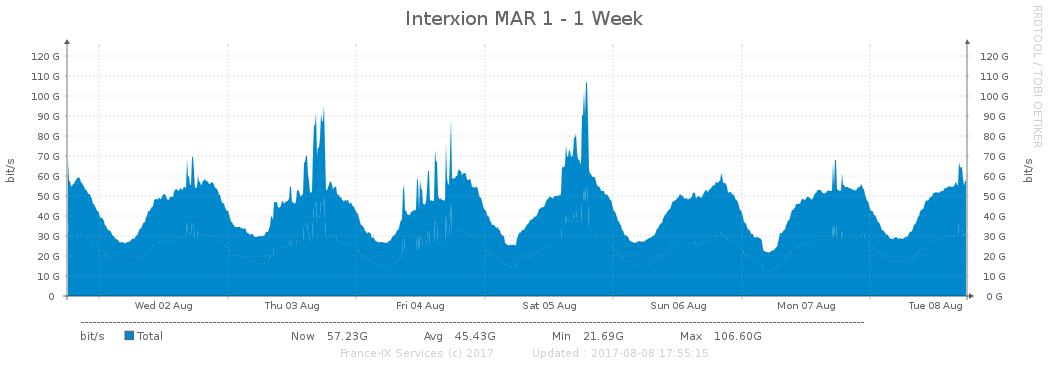 Interxion MAR 1 - 1 Week
RRDTOOL / TOBI OETIKER
bit/s
bit/s
120 G 120 G
110 G 110 G
100 G 100 G
90 G 90 G
80 G 80 G
70 G 70 G
60 G 60 G
50 G 50 G
40 G 40 G
30 G 30 G
20 G 20 G
10 G 10 G
0 0 G
Wed 02 Aug Thu 03 Aug Fri 04 Aug Sat 05 Aug Sun 06 Aug Mon 07 Aug Tue 08 Aug
bit/s Total Now 57.23G Avg 45.43G Min 21.69G Max 106.60G
France-IX Services (c) 2017 Updated : 2017-08-08 17:55:15